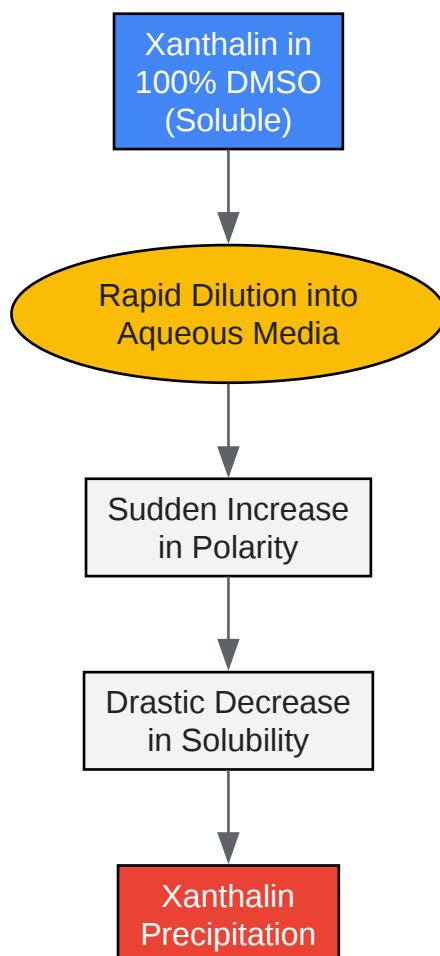 Xanthalin in
100% DMSO
(Soluble)
Rapid Dilution into
Aqueous Media
Sudden Increase
in Polarity
Drastic Decrease
in Solubility
Xanthalin
Precipitation